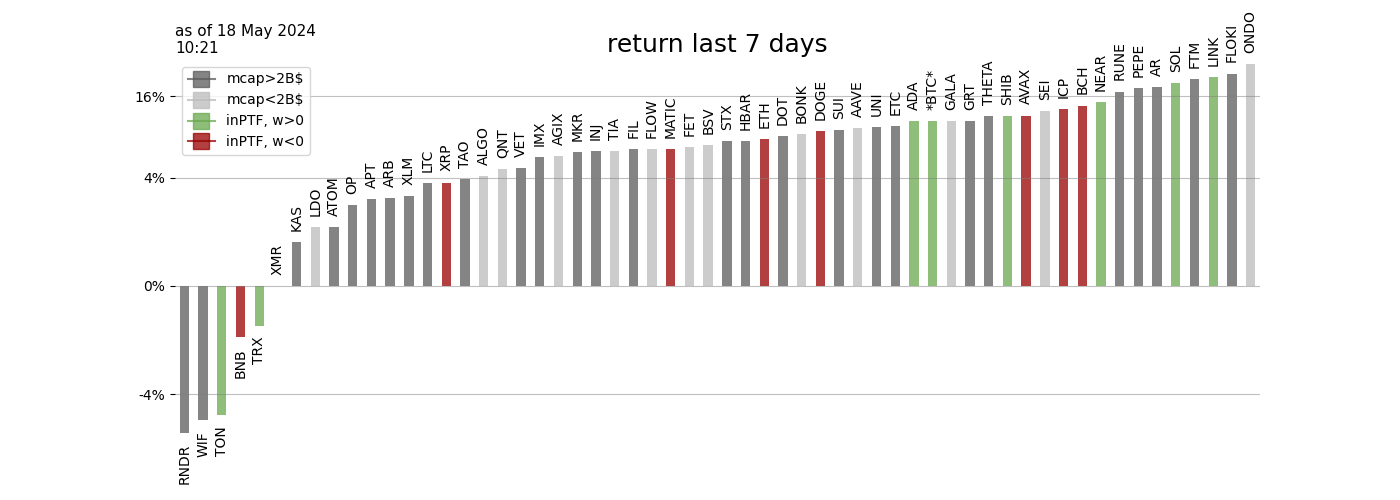 as of 18 May 2024
10:21
return last 7 days
mcap>2B$
mcap<2B$
inPTF, w>0
inPTF, w<0
16%
4%
0%
-4%
RNDR
WIF
TON
BNB
TRX
XMR
KAS
LDO
ATOM
OP
APT
ARB
XLM
LTC
XRP
TAO
ALGO
QNT
VET
IMX
AGIX
MKR
INJ
TIA
FIL
FLOW
MATIC
FET
BSV
STX
HBAR
ETH
DOT
BONK
DOGE
SUI
AAVE
UNI
ETC
ADA
*BTC*
GALA
GRT
THETA
SHIB
AVAX
SEI
ICP
BCH
NEAR
RUNE
PEPE
AR
SOL
FTM
LINK
FLOKI
ONDO